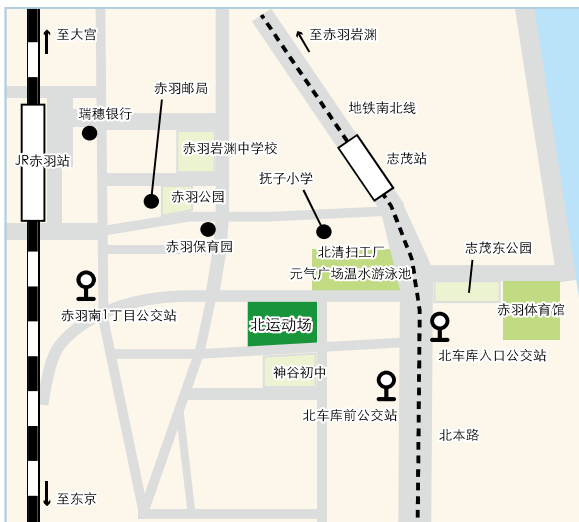 至大宫
至赤羽岩渊
赤羽邮局
瑞穗银行
地铁南北线
赤羽岩渊中学校
JR赤羽站
志茂站
抚子小学
赤羽公园
赤羽保育园
北清扫工厂
志茂东公园
元气广场温水游泳池
赤羽南1丁目公交站
赤羽体育馆
北运动场
北车库入口公交站
神谷初中
北车库前公交站
北本路
至东京